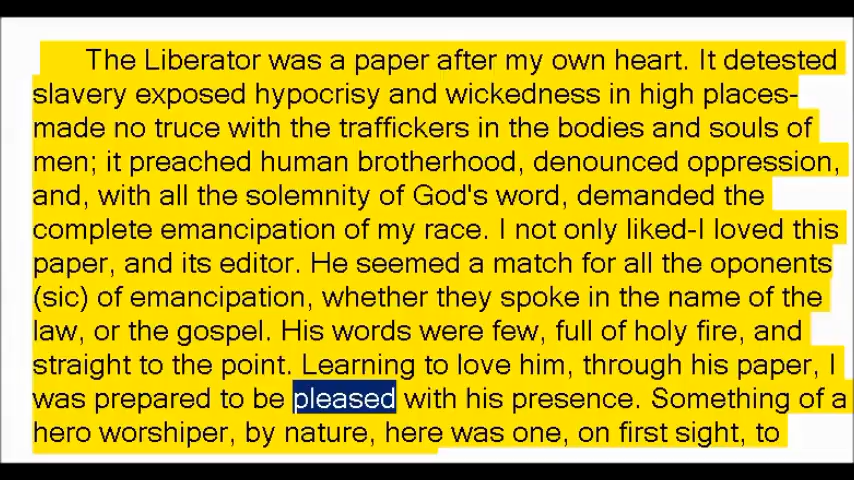 The Liberator was a paper after my own heart. It detested
slavery exposed hypocrisy and wickedness in high places-
made no truce with the traffickers in the bodies and souls of
men; it preached human brotherhood, denounced oppression,
and, with all the solemnity of God's word, demanded the
complete emancipation of my race. I not only liked-I loved this
paper, and its editor. He seemed a match for all the oponents
(sic) of emancipation, whether they spoke in the name of the
law, or the gospel. His words were few, full of holy fire, and
straight to the point. Learning to love him, through his paper, I
was prepared to be pleased with his presence. Something of a
hero worshiper, by nature, here was one, on first sight, to